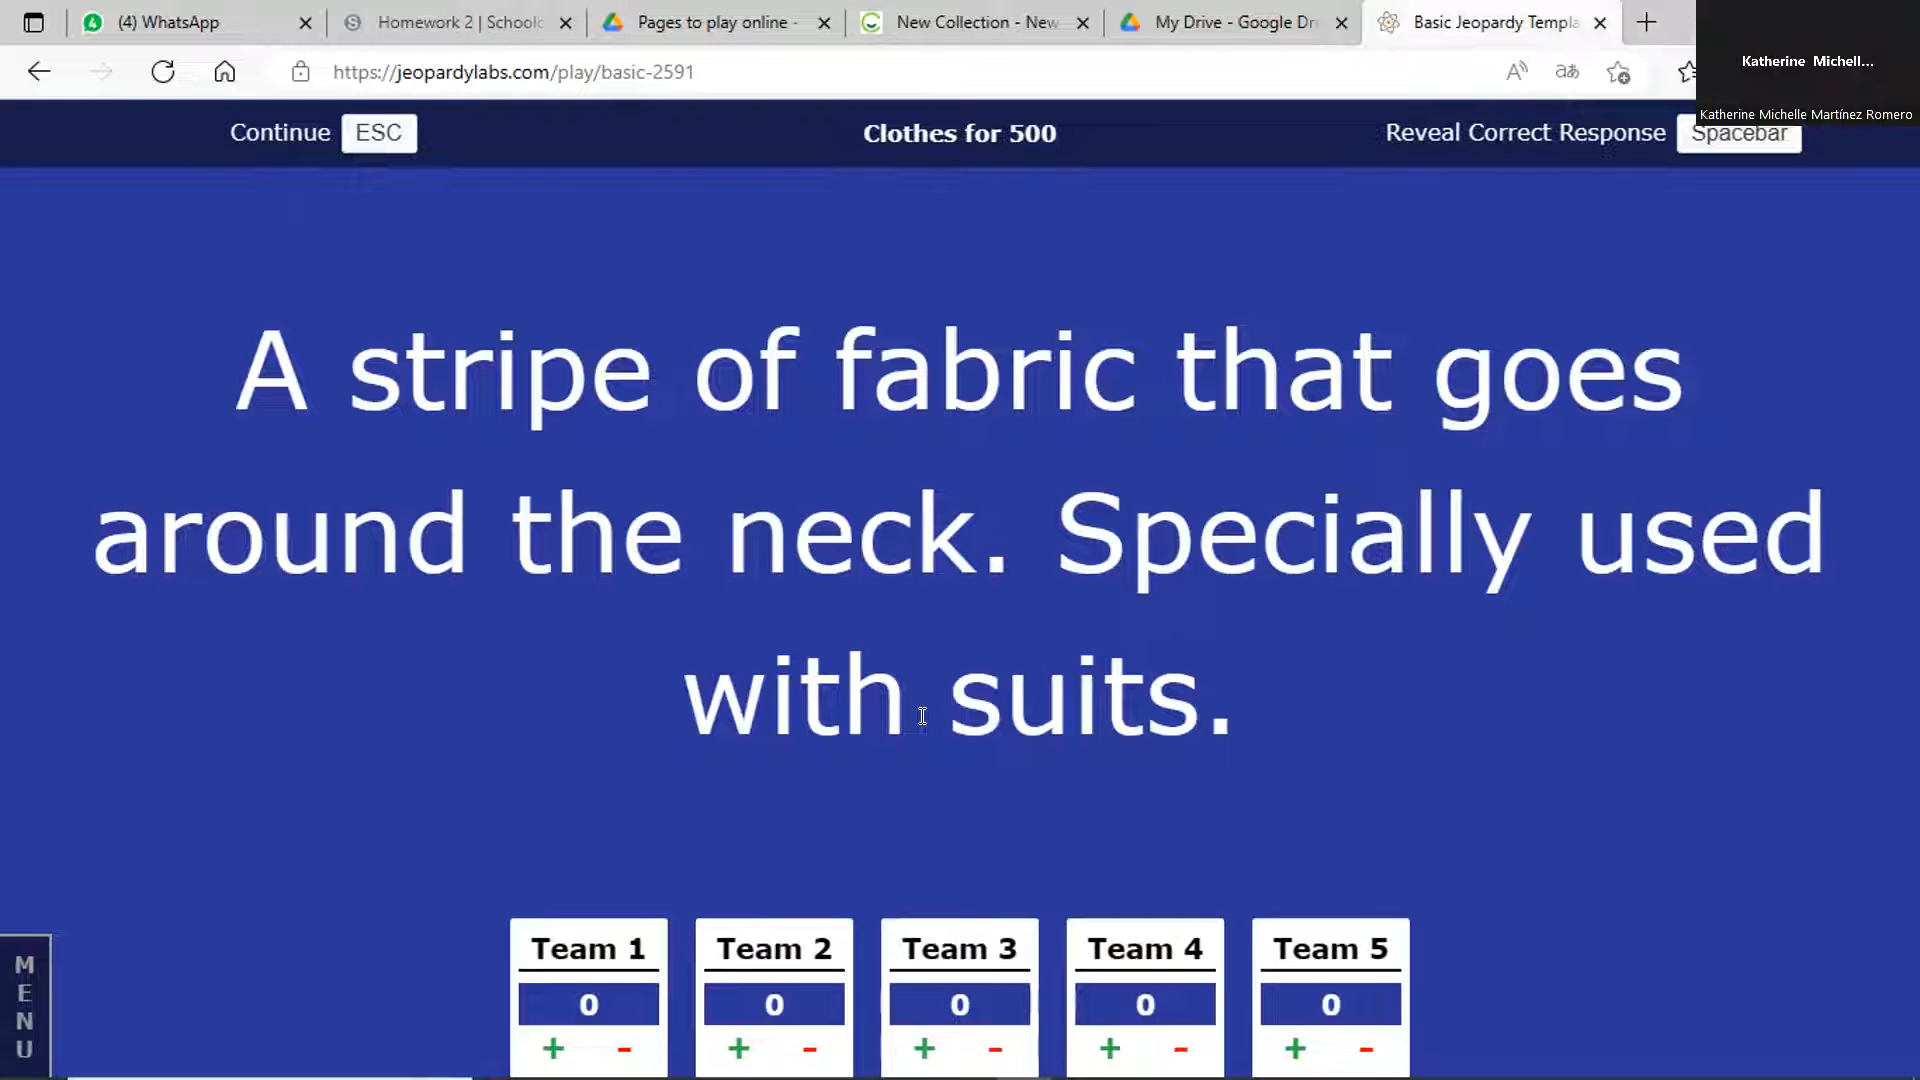 (4) WhatsApp
Homework 2 | Schoolo
Pages to play online -
New Collection - New
My Drive - Google Dri
Basic Jeopardy Templa
Katherine Michell...
https://jeopardylabs.com/play/basic-2591
Katherine Michelle Martínez Romero
Continue ESC
Clothes for 500
Reveal Correct Response Spacebar
A stripe of fabric that goes
around the neck. Specially used
with suits.
MENU
Team 1 Team 2 Team 3 Team 4 Team 5
0 0 0 0 0
+ - + - + - + - + -